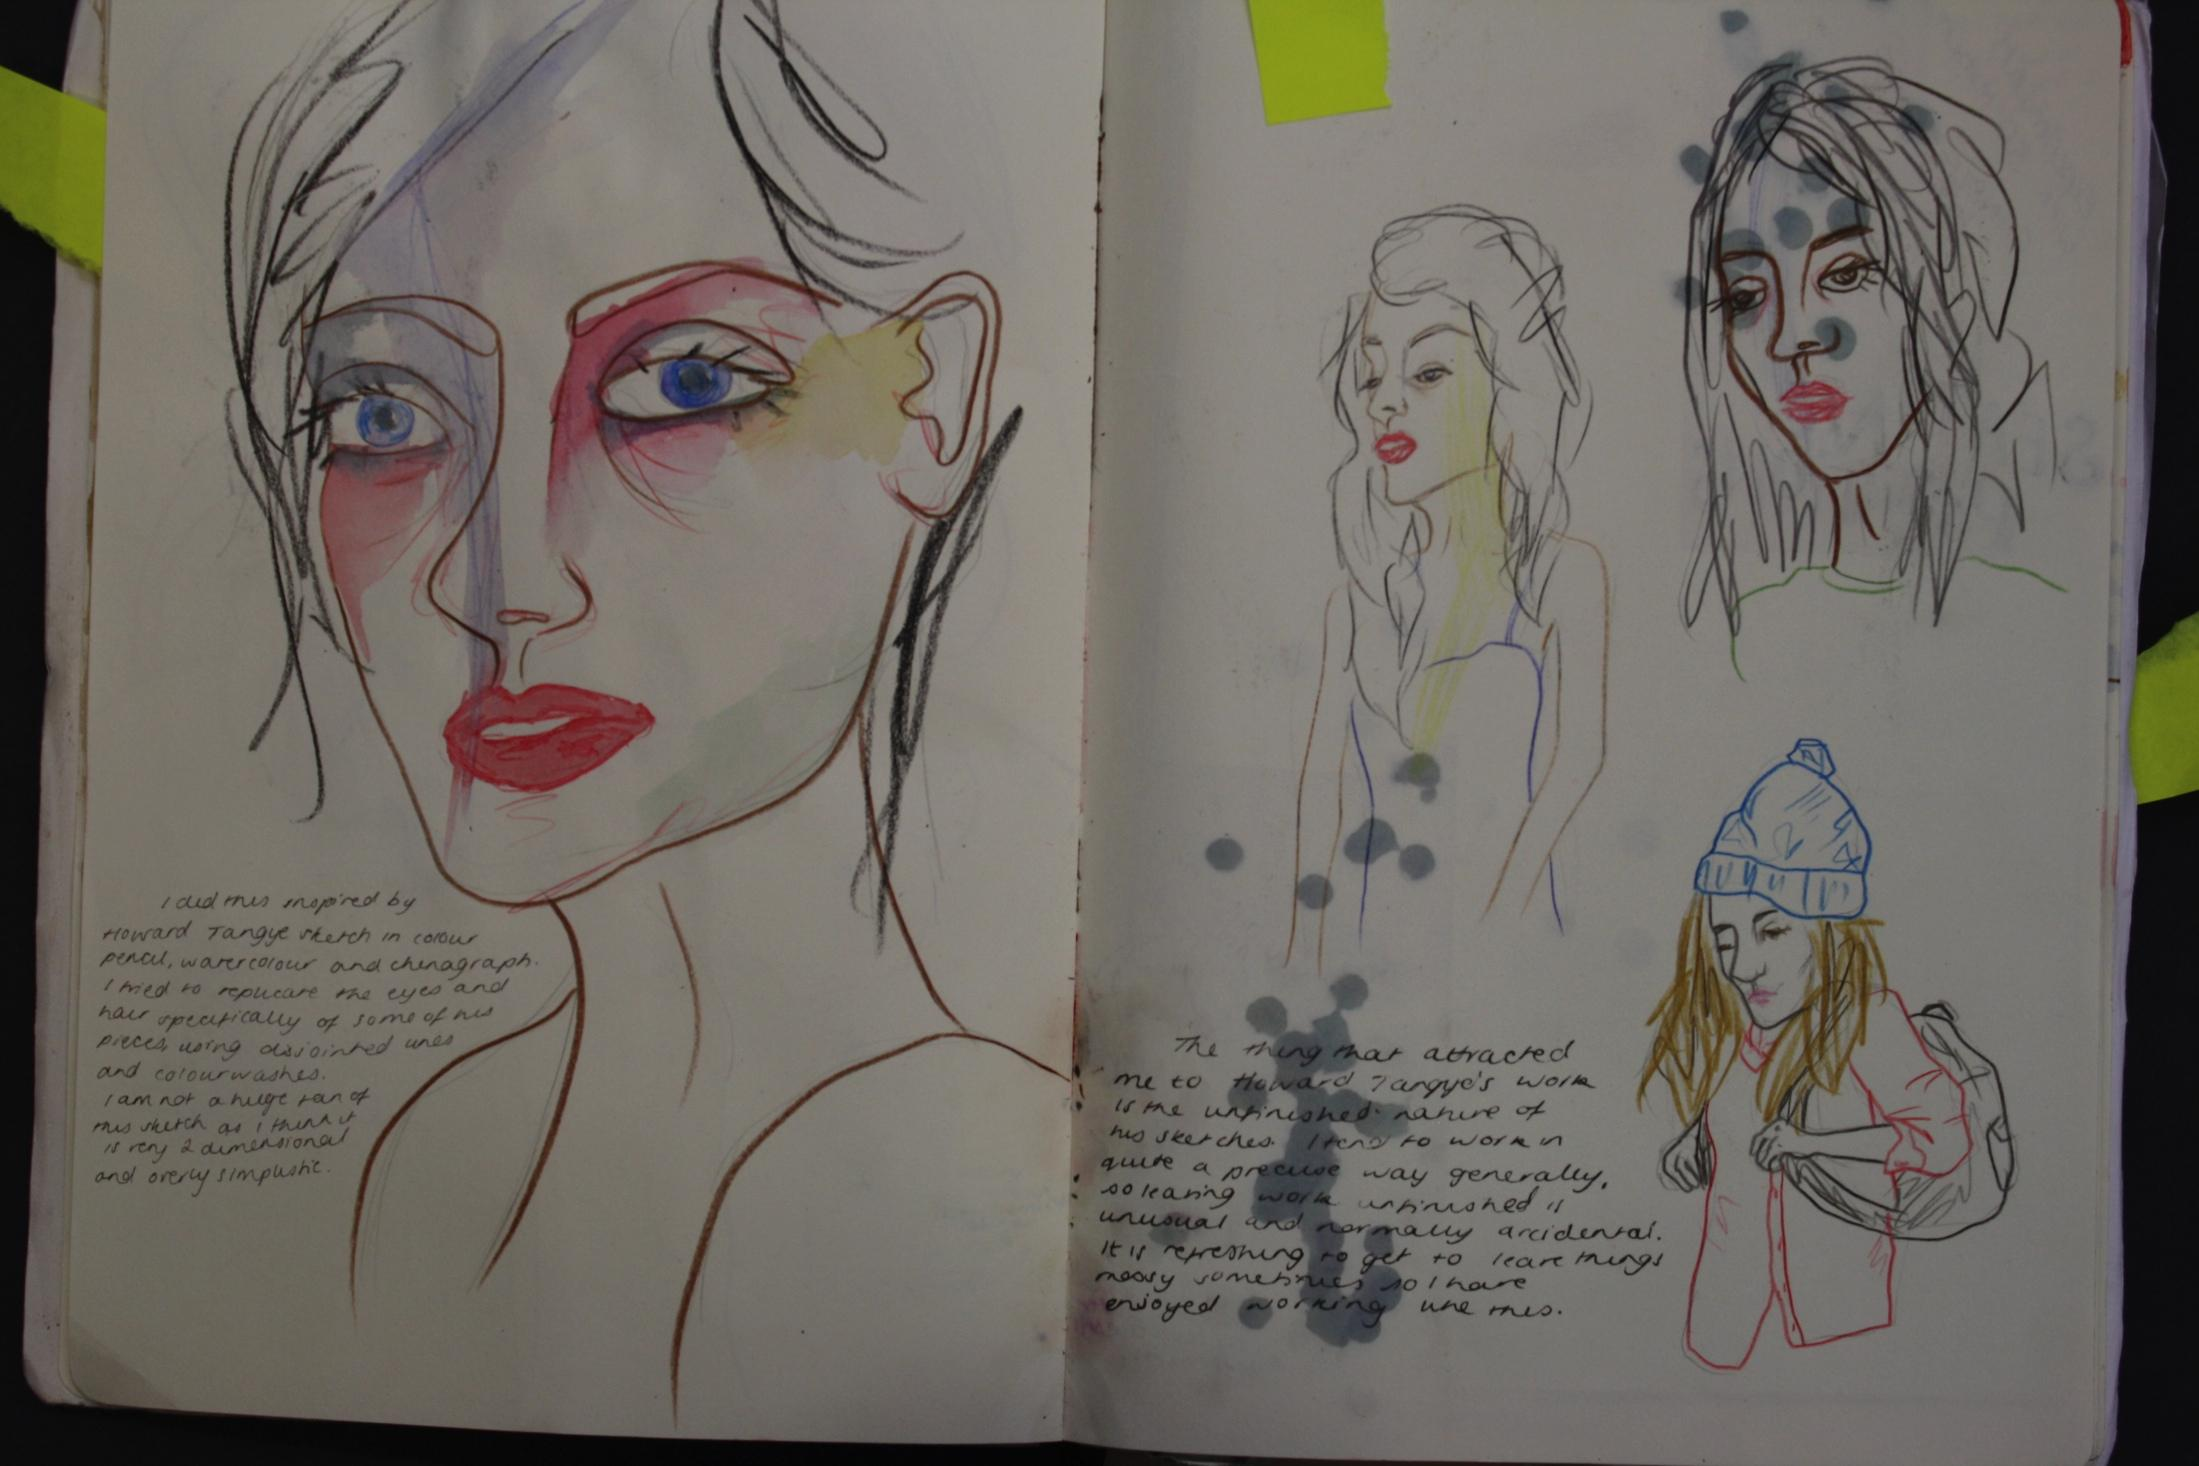 I did this inspired by
Howard Tangye sketch in colour
pencil, watercolour and chinagraph.
I tried to replicate the eyes and
hair specifically of some of his
pieces, using disjointed lines
and colourwashes.
I am not a huge fan of
this sketch as I think it
is very 2 dimensional
and overly simplistic.
The thing that attracted
me to Howard Tangye's work
is the unfinished nature of
his sketches. I tend to work in
quite a precise way generally,
so leaving work unfinished is
unusual and normally accidental.
It is refreshing to get to leave things
messy sometimes so I have
enjoyed working like this.